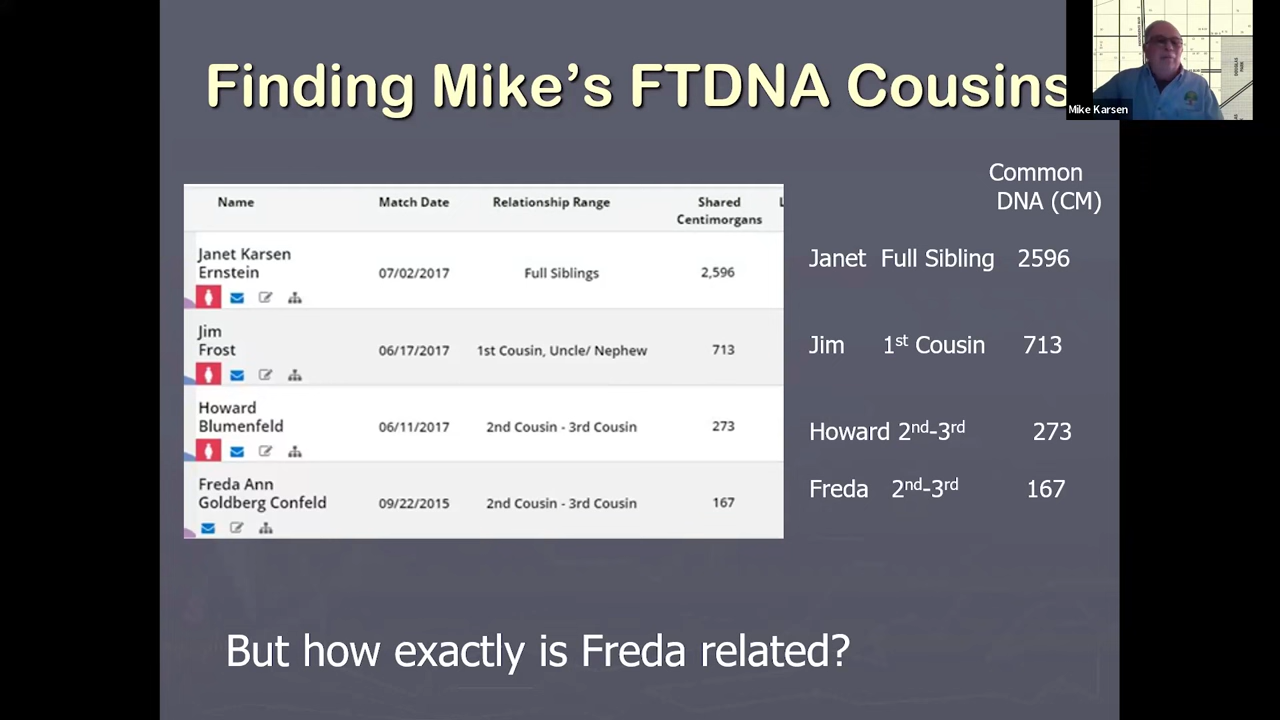 Finding Mike's FTDNA Cousins
Mike Karsen
Name Match Date Relationship Range Shared Centimorgans L
Janet Karsen
Ernstein 07/02/2017 Full Siblings 2,596
Jim
Frost 06/17/2017 1st Cousin, Uncle/ Nephew 713
Howard
Blumenfeld 06/11/2017 2nd Cousin - 3rd Cousin 273
Freda Ann
Goldberg Confeld 09/22/2015 2nd Cousin - 3rd Cousin 167
Common
DNA (CM)
Janet Full Sibling 2596
Jim 1st Cousin 713
Howard 2nd-3rd 273
Freda 2nd-3rd 167
But how exactly is Freda related?